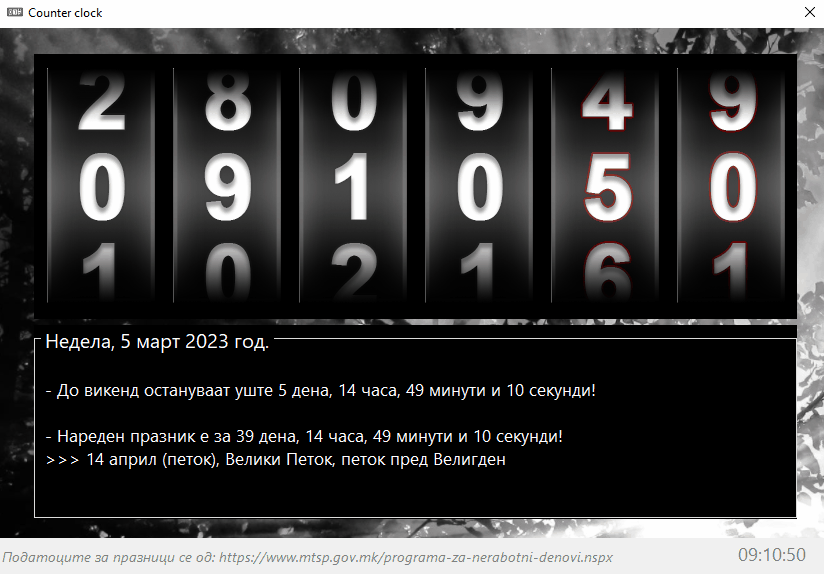 Counter clock
2 8 0 9 4 9
0 9 1 0 5 0
1 0 2 1 6 1
Недела, 5 март 2023 год.
- До викенд остануваат уште 5 дена, 14 часа, 49 минути и 10 секунди!
- Нареден празник е за 39 дена, 14 часа, 49 минути и 10 секунди!
>>> 14 април (петок), Велики Петок, петок пред Велигден
Податоците за празници се од: https://www.mtsp.gov.mk/programa-za-nerabotni-denovi.nspx
09:10:50